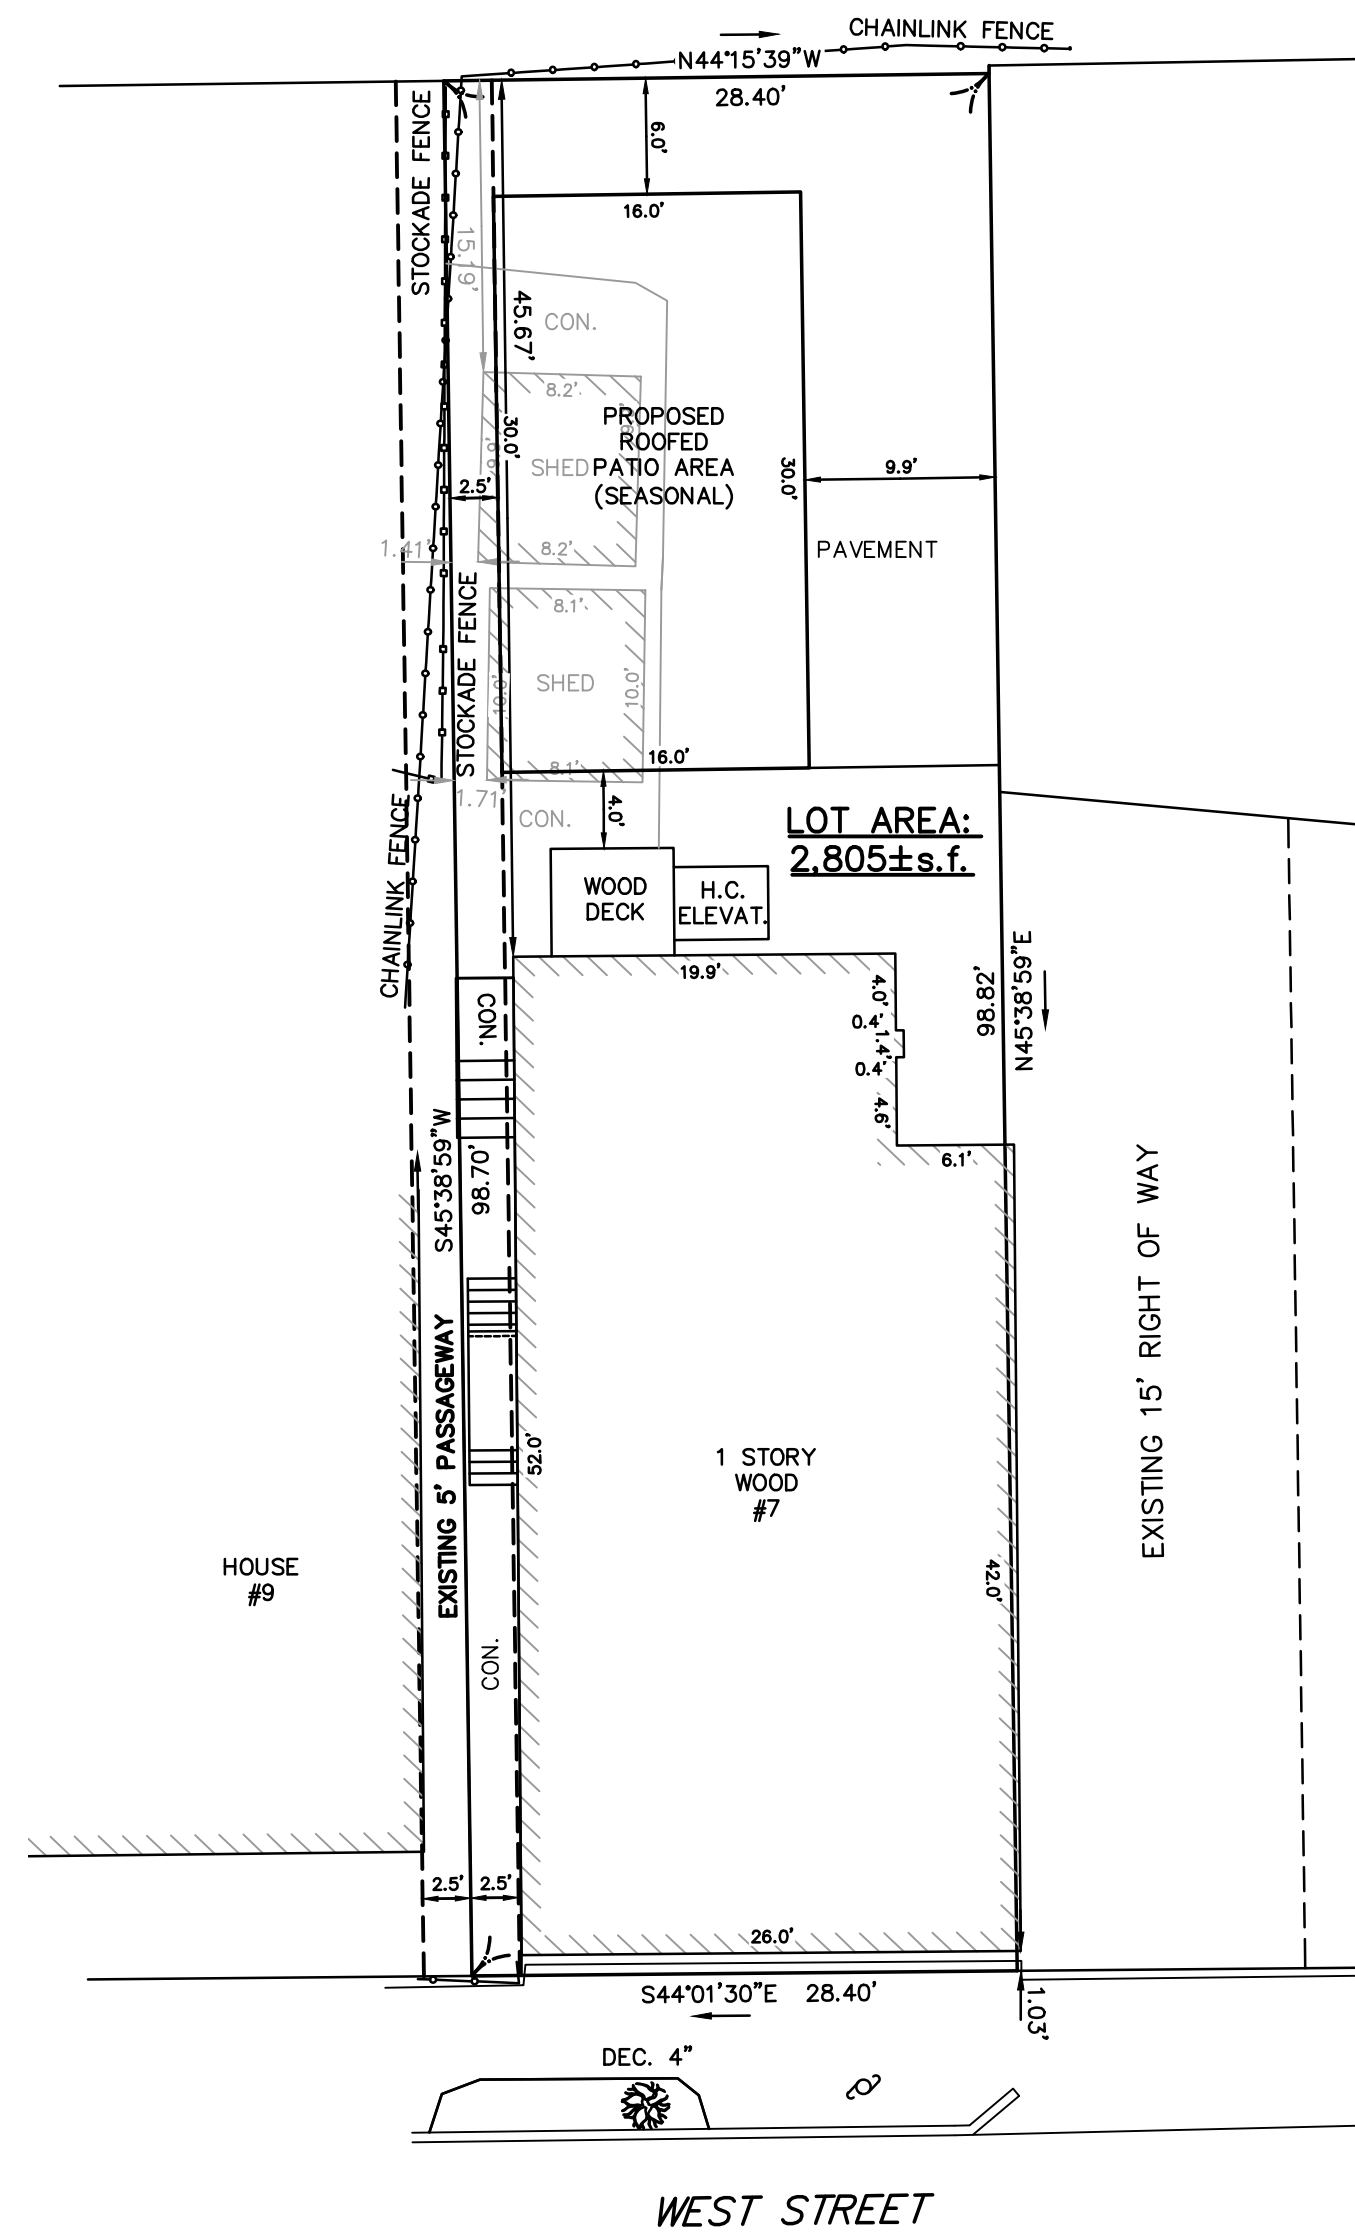 CHAINLINK FENCE
N44°15'39"W
28.40'
STOCKADE FENCE
6.0'
16.0'
15.19'
45.67'
CON.
8.2'
PROPOSED
ROOFED
PATIO AREA
(SEASONAL)
30.0'
SHED
30.0'
9.9'
2.5'
1.41'
8.2'
PAVEMENT
STOCKADE FENCE
8.1'
SHED
10.0'
10.0'
16.0'
8.1'
1.71'
CON.
4.0'
LOT AREA:
2,805±s.f.
CHAINLINK FENCE
WOOD
DECK
H.C.
ELEVAT.
19.9'
98.82'
N45°38'59"E
CON.
4.0'
0.4'
1.4'
0.4'
4.6'
6.1'
S45°38'59"W
98.70'
EXISTING 15' RIGHT OF WAY
EXISTING 5' PASSAGEWAY
52.0'
1 STORY
WOOD
#7
HOUSE
#9
42.0'
CON.
2.5'
2.5'
26.0'
S44°01'30"E 28.40'
1.03'
DEC. 4"
WEST STREET